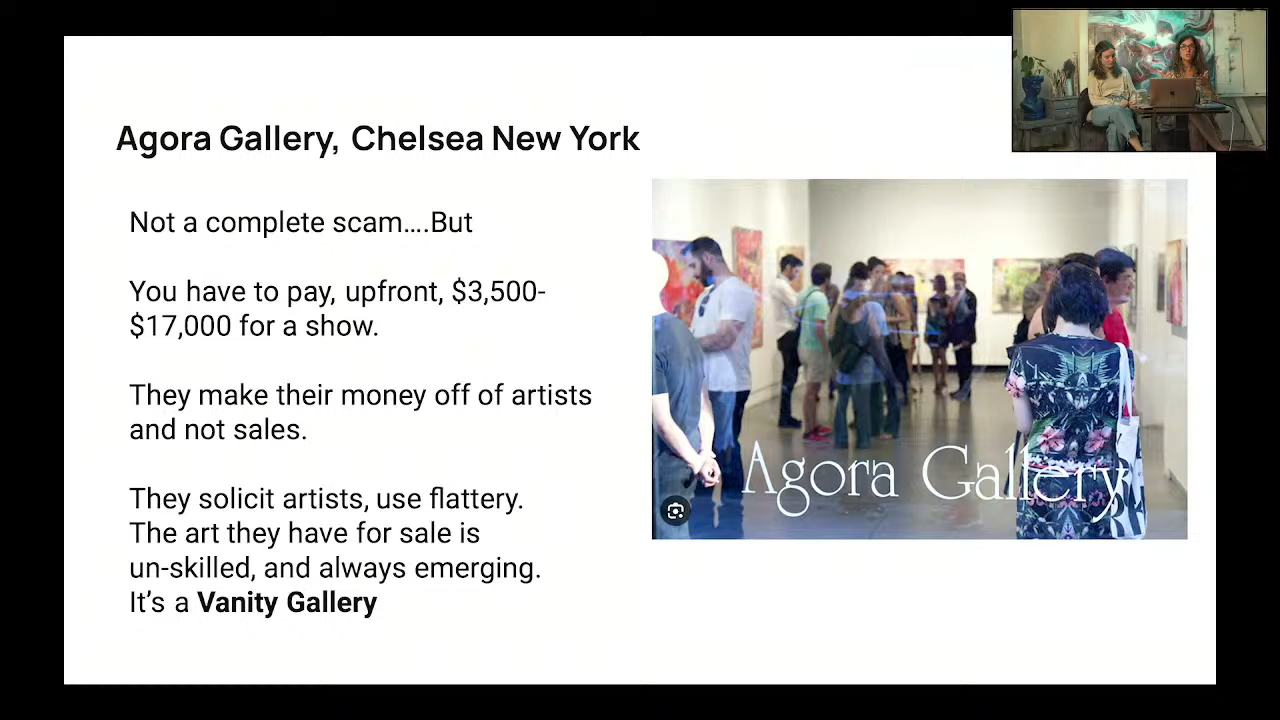 Agora Gallery, Chelsea New York
Not a complete scam....But
You have to pay, upfront, $3,500-
$17,000 for a show.
They make their money off of artists
and not sales.
They solicit artists, use flattery.
The art they have for sale is
un-skilled, and always emerging.
It's a Vanity Gallery
Agora Gallery